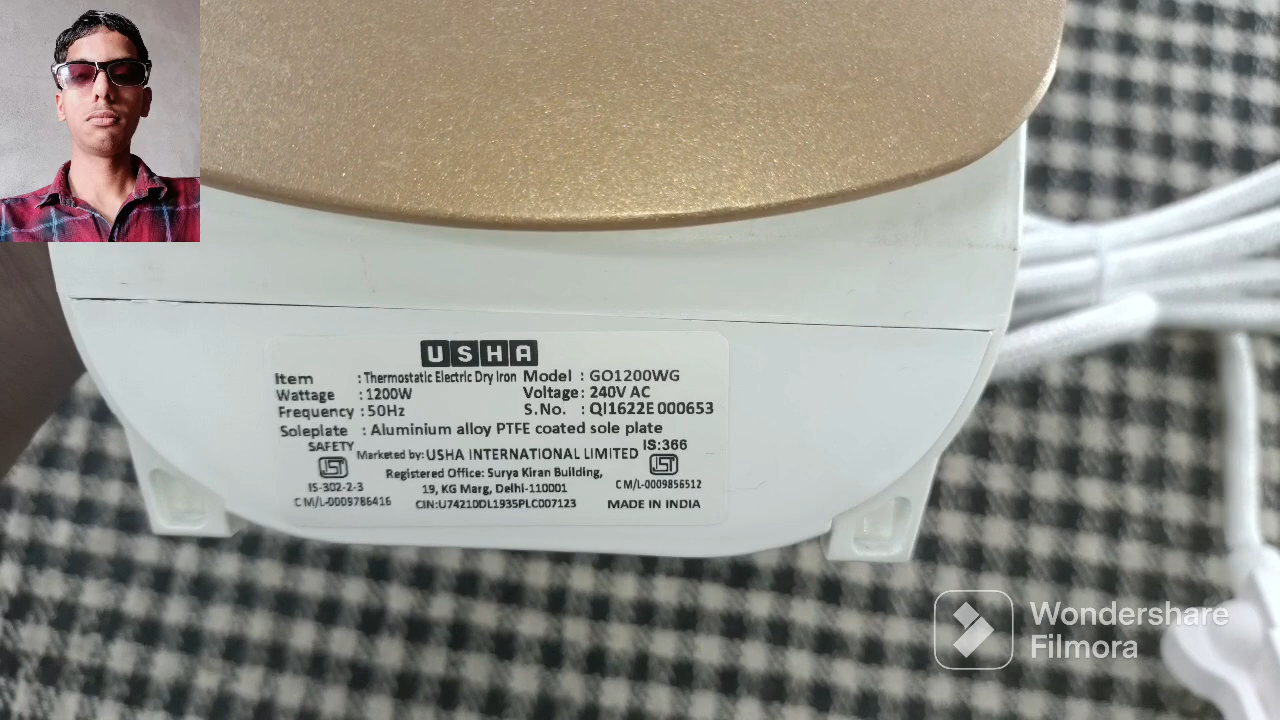 USHA
Item : Thermostatic Electric Dry Iron Model : GO1200WG
Wattage : 1200W Voltage : 240V AC
Frequency : 50Hz S.No. : QI1622E 000653
Soleplate : Aluminium alloy PTFE coated sole plate
SAFETY Marketed by: USHA INTERNATIONAL LIMITED IS:366
ISI ISI
Registered Office: Surya Kiran Building,
IS-302-2-3 19, KG Marg, Delhi-110001 CM/L-0009856512
CM/L-0009786416 CIN:U74210DL1935PLC007123 MADE IN INDIA
Wondershare
Filmora